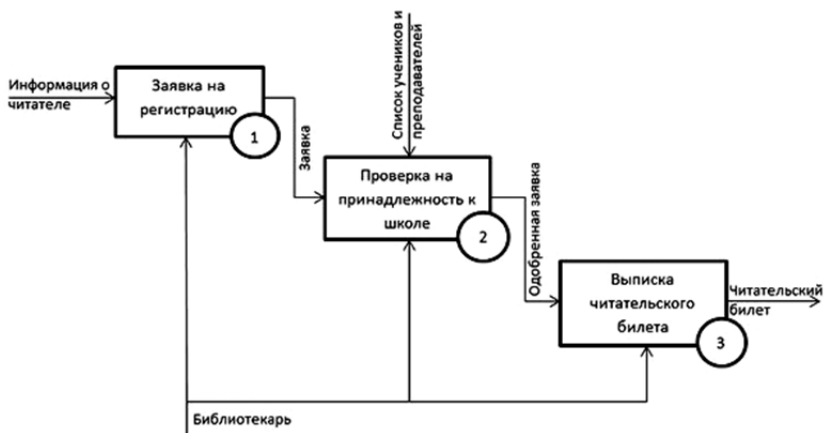 Информация о
читателе
Заявка на
регистрацию
1
Заявка
Список учеников и
преподавателей
Проверка на
принадлежность к
школе
2
Одобренная заявка
Выписка
читательского
билета
3
Читательский
билет
Библиотекарь